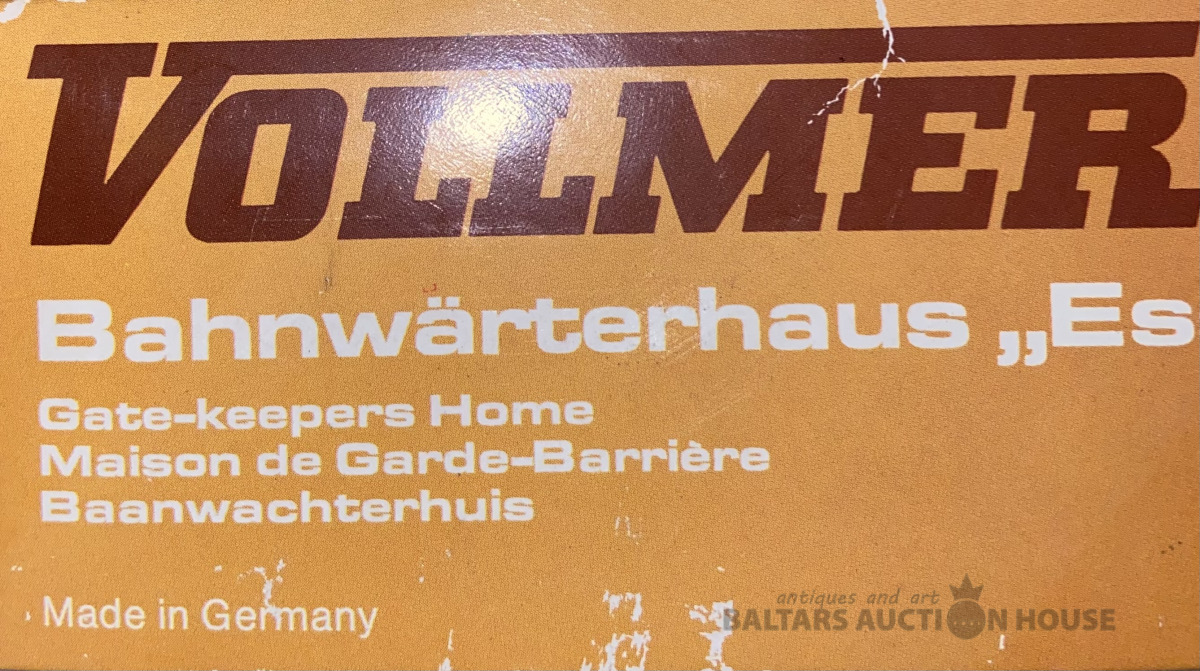 VOLLMER
Bahnwärterhaus „Es
Gate-keepers Home
Maison de Garde-Barrière
Baanwachterhuis
Made in Germany
antiques and art
BALTARS AUCTION HOUSE